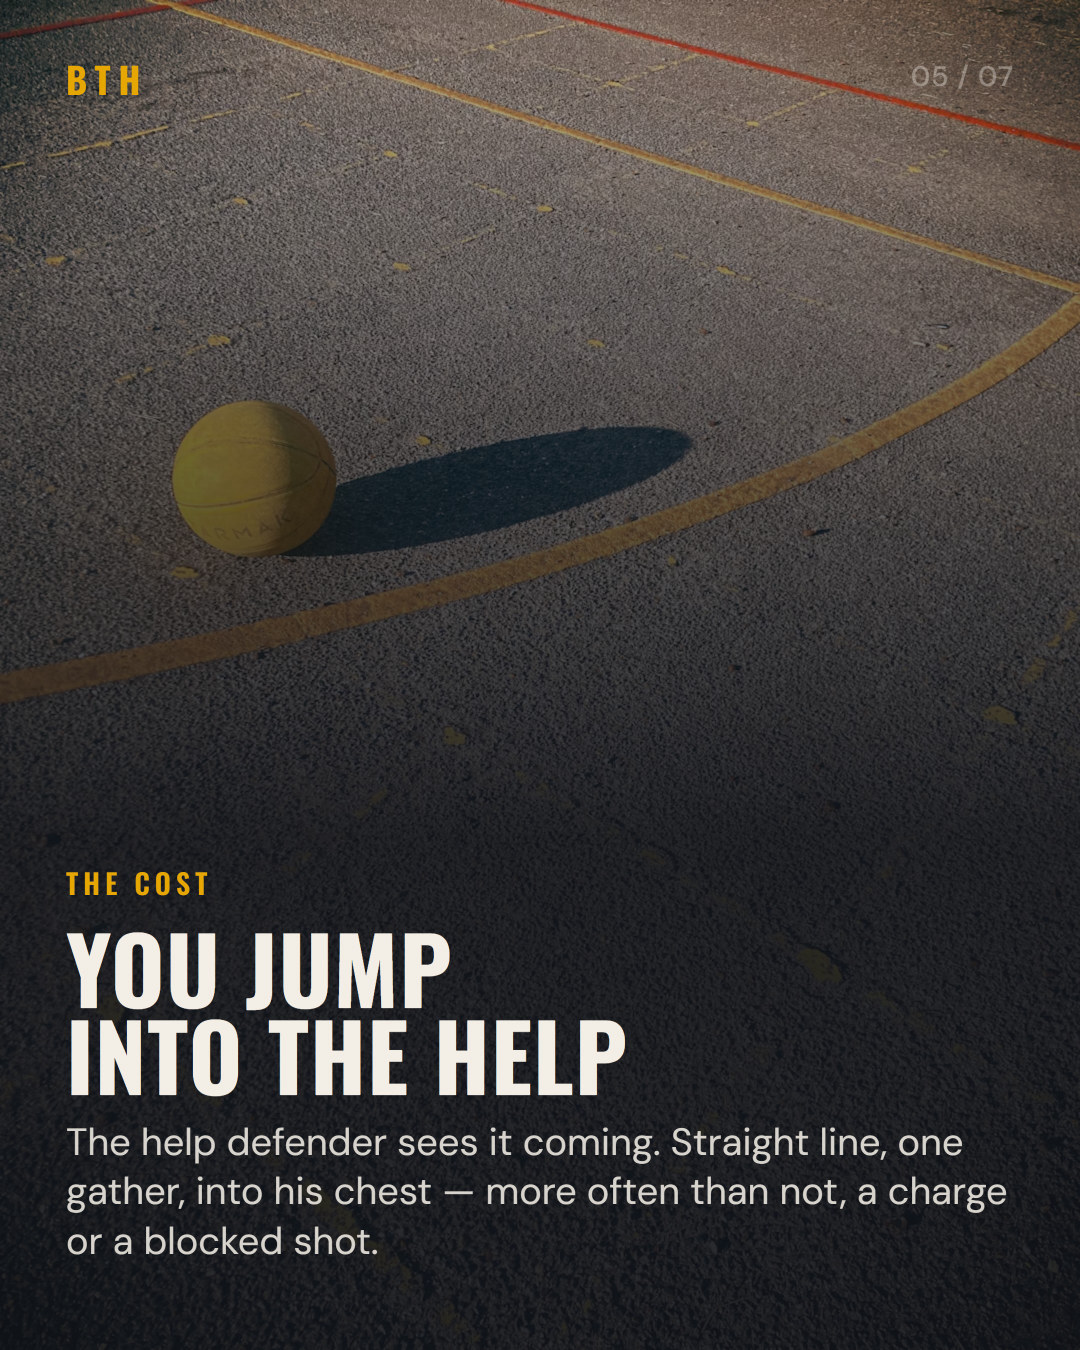 BTH
05 / 07
THE COST
YOU JUMP
INTO THE HELP
The help defender sees it coming. Straight line, one
gather, into his chest — more often than not, a charge
or a blocked shot.